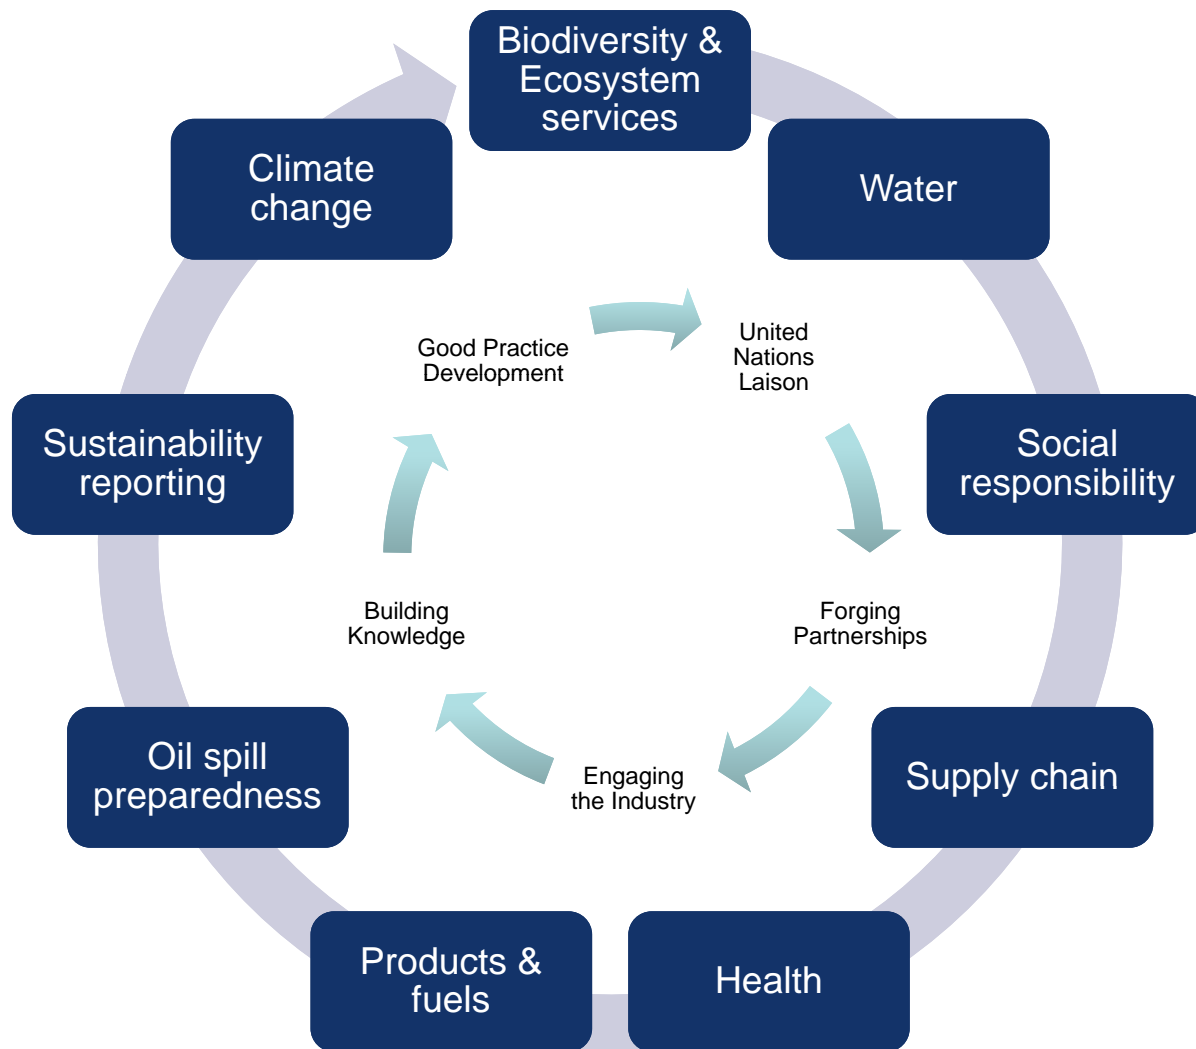 Biodiversity &
Ecosystem
services
Water
Social
responsibility
Supply chain
Health
Products &
fuels
Oil spill
preparedness
Sustainability
reporting
Climate
change
Good Practice
Development
United
Nations
Laison
Forging
Partnerships
Engaging
the Industry
Building
Knowledge